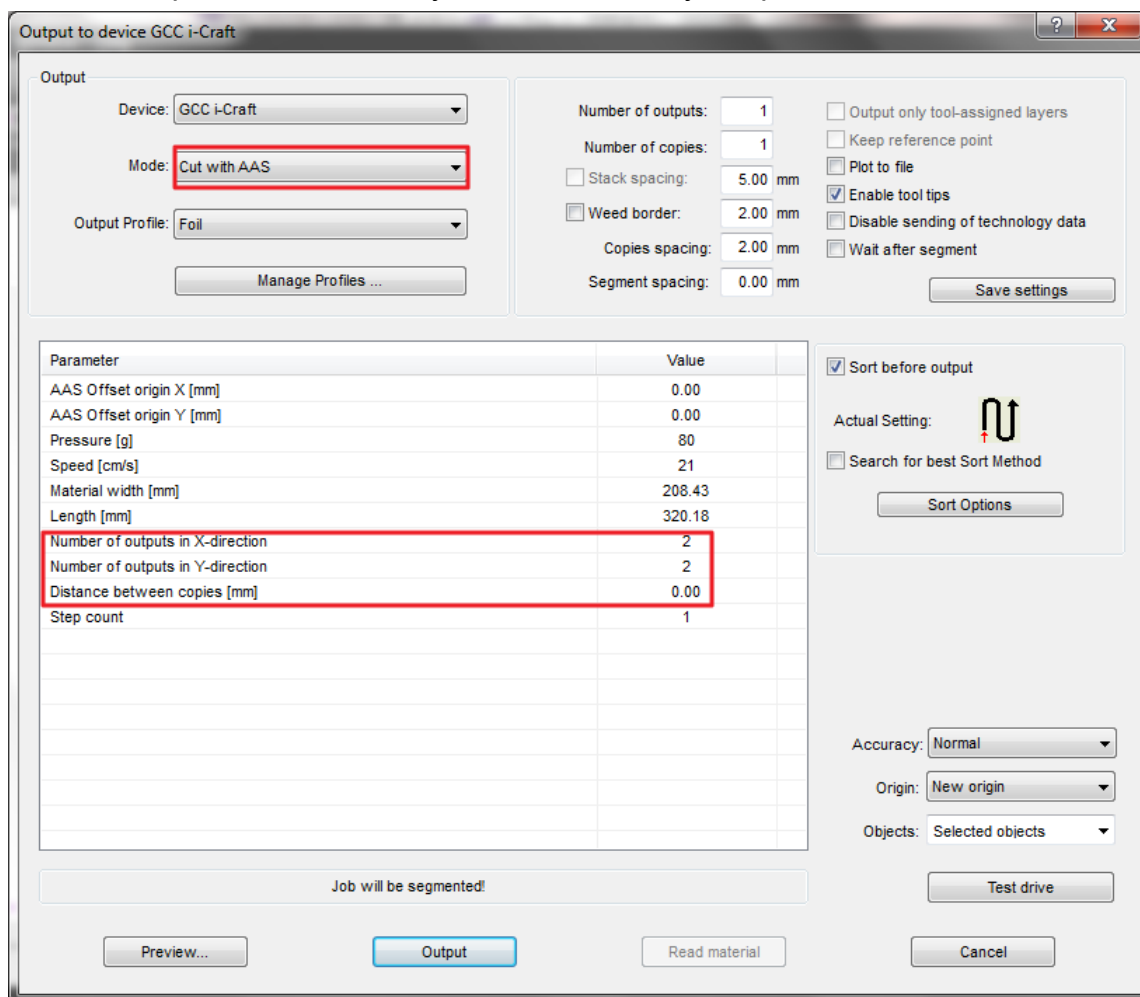 Output to device GCC i-Craft
Output
Device: GCC i-Craft
Mode: Cut with AAS
Output Profile: Foil
Manage Profiles ...
Number of outputs: 1
Number of copies: 1
Stack spacing: 5.00 mm
Weed border: 2.00 mm
Copies spacing: 2.00 mm
Segment spacing: 0.00 mm
Output only tool-assigned layers
Keep reference point
Plot to file
Enable tool tips
Disable sending of technology data
Wait after segment
Save settings
Parameter Value
AAS Offset origin X [mm] 0.00
AAS Offset origin Y [mm] 0.00
Pressure [g] 80
Speed [cm/s] 21
Material width [mm] 208.43
Length [mm] 320.18
Number of outputs in X-direction 2
Number of outputs in Y-direction 2
Distance between copies [mm] 0.00
Step count 1
Sort before output
Actual Setting:
Search for best Sort Method
Sort Options
Accuracy: Normal
Origin: New origin
Objects: Selected objects
Job will be segmented!
Test drive
Preview...
Output
Read material
Cancel